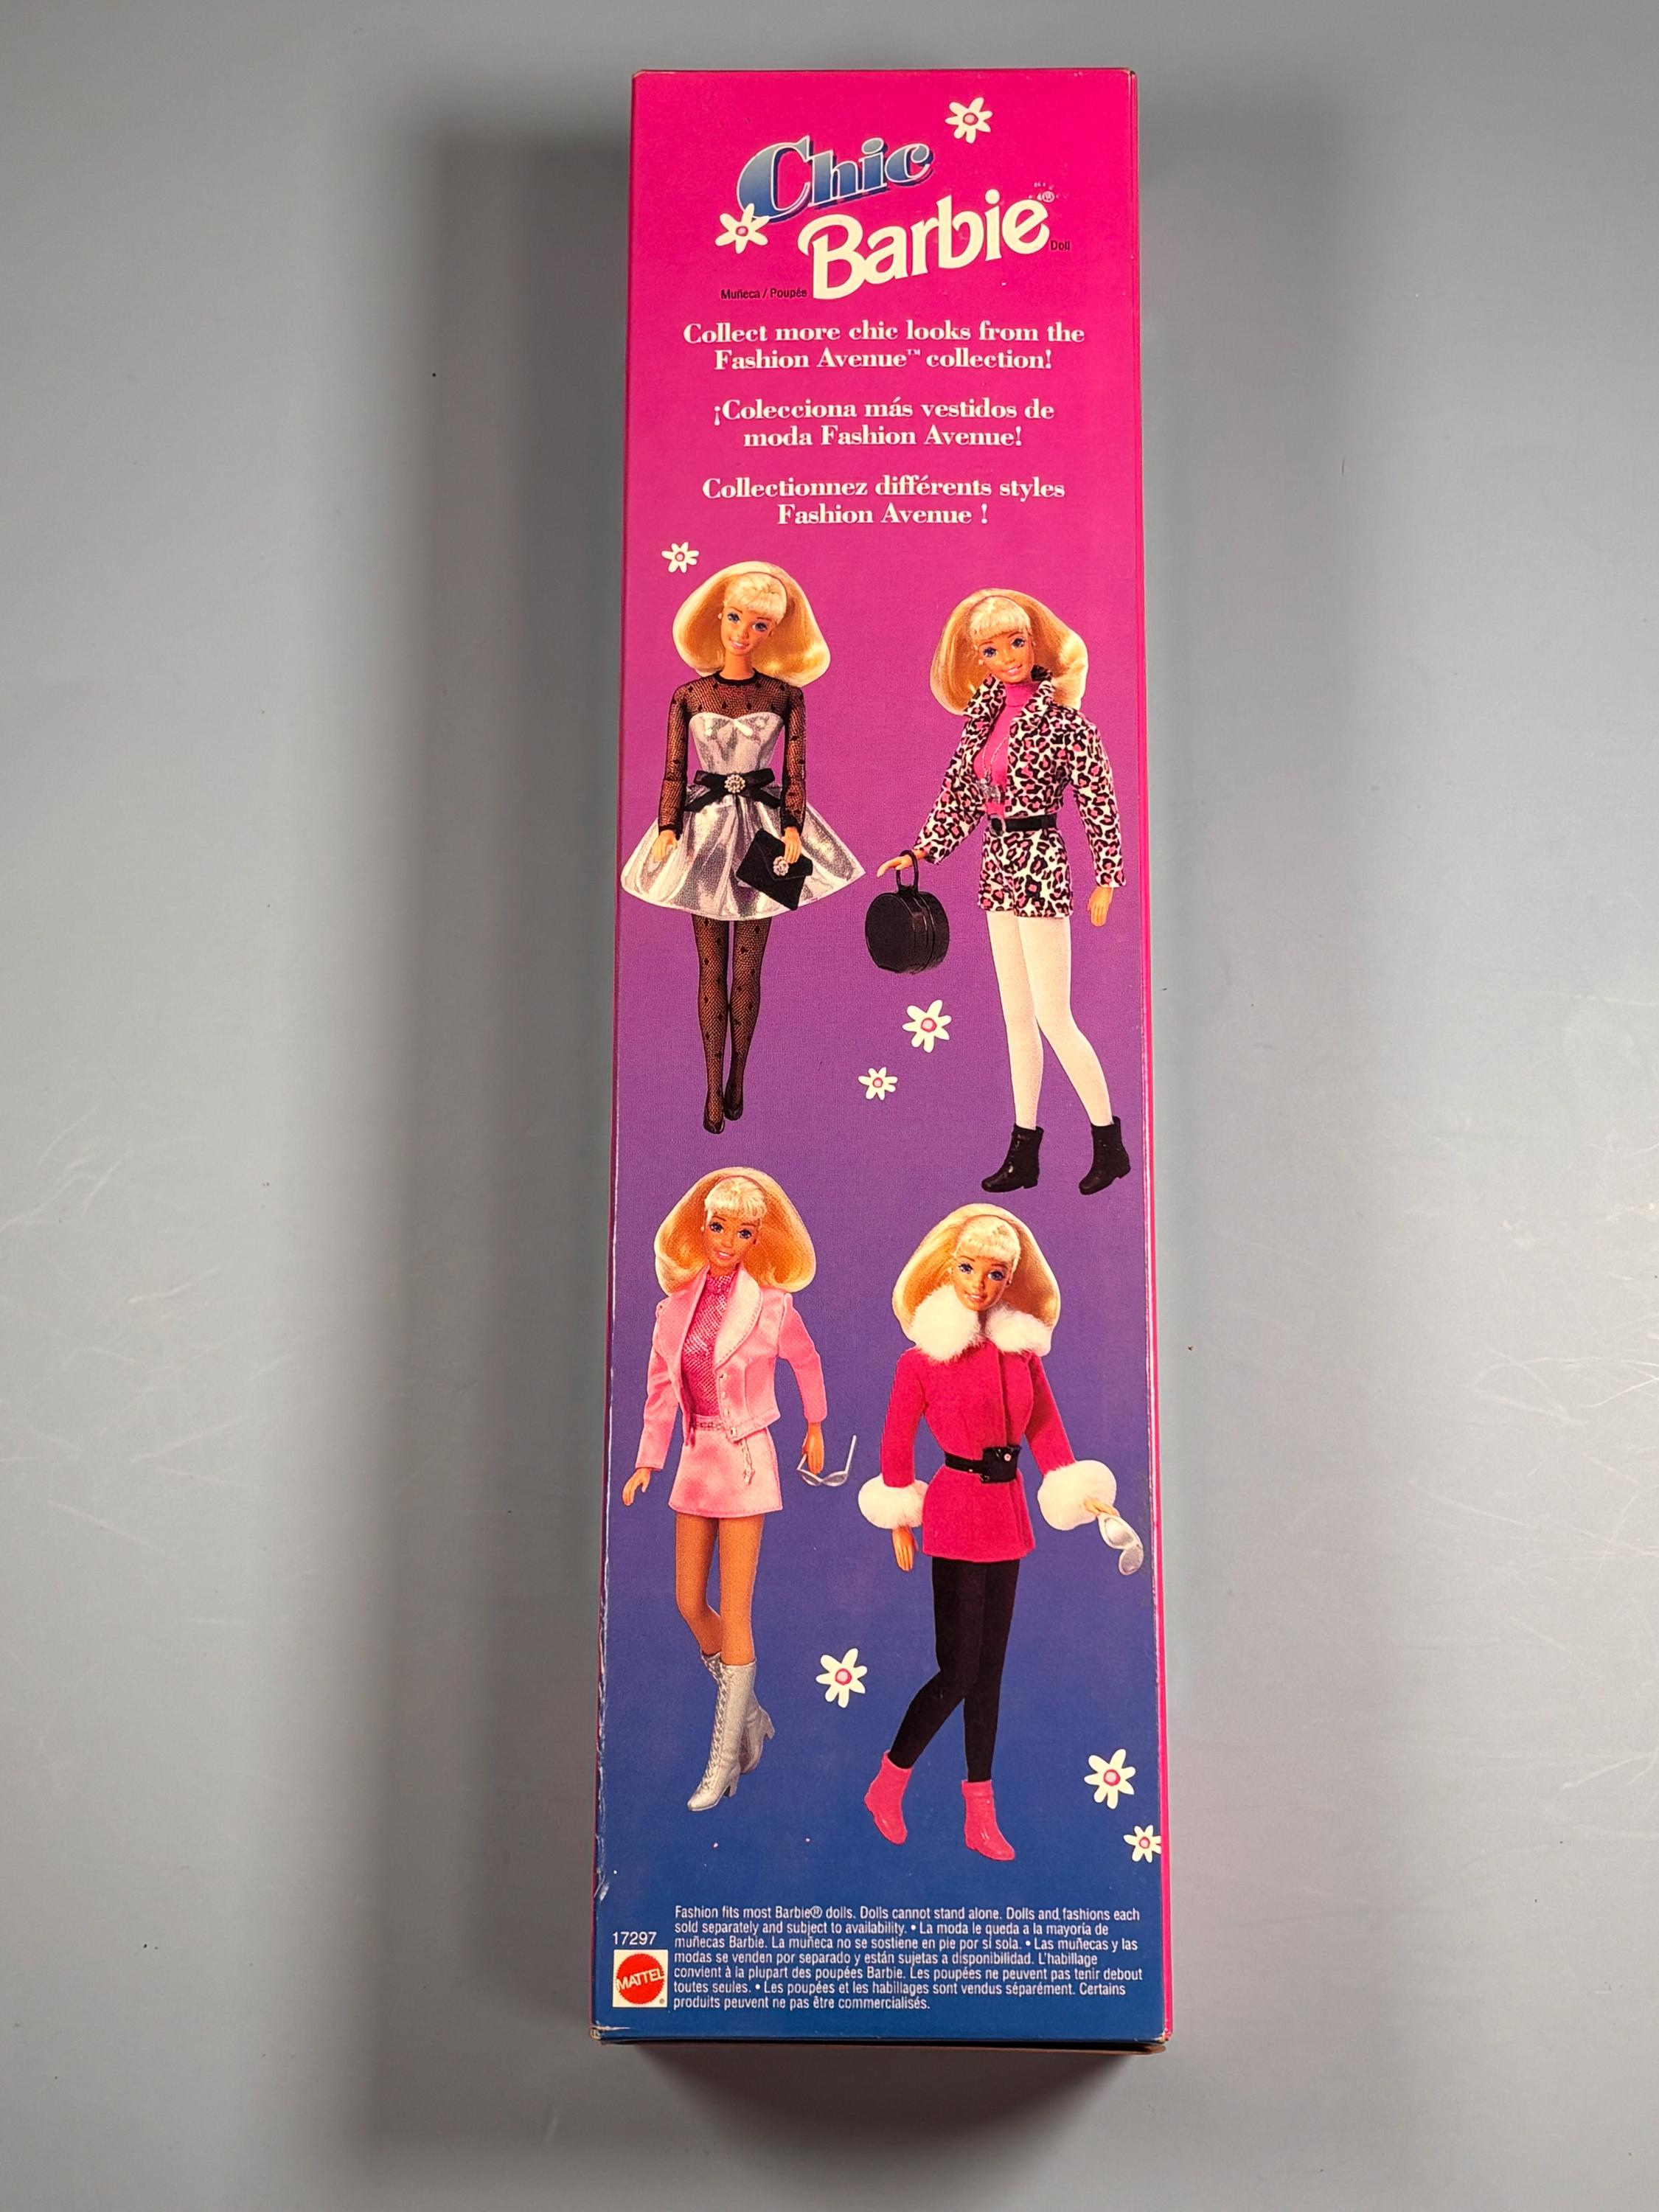 Chic
Barbie®
Doll
Muñeca / Poupée
Collect more chic looks from the
Fashion Avenue™ collection!
¡Colecciona más vestidos de
moda Fashion Avenue!
Collectionnez différents styles
Fashion Avenue !
Fashion fits most Barbie® dolls. Dolls cannot stand alone. Dolls and fashions each
sold separately and subject to availability. • La moda le queda a la mayoría de
muñecas Barbie. La muñeca no se sostiene en pie por sí sola. • Las muñecas y las
modas se venden por separado y están sujetas a disponibilidad. L'habillage
convient à la plupart des poupées Barbie. Les poupées ne peuvent pas tenir debout
toutes seules. • Les poupées et les habillages sont vendus séparément. Certains
produits peuvent ne pas être commercialisés.
17297
MATTEL
®